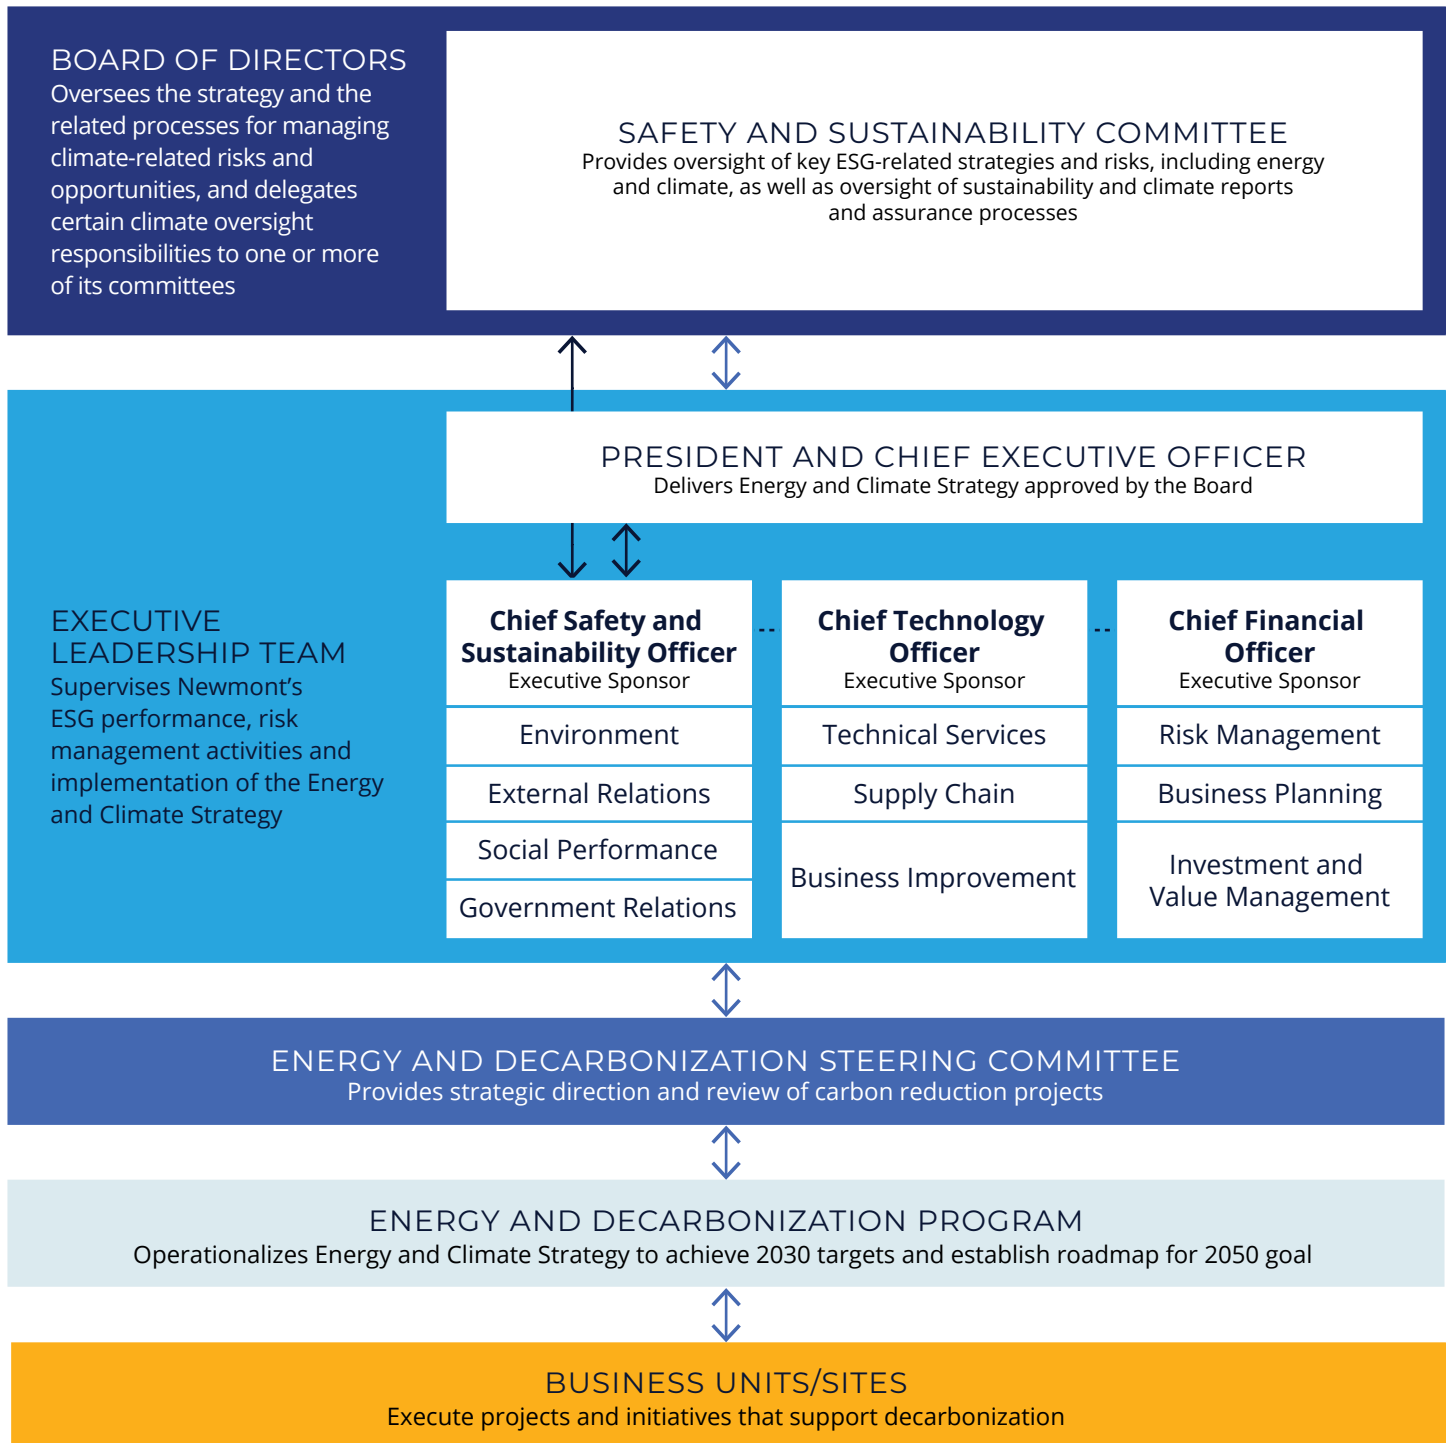 BOARD OF DIRECTORS
Oversees the strategy and the
related processes for managing
climate-related risks and
opportunities, and delegates
certain climate oversight
responsibilities to one or more
of its committees
SAFETY AND SUSTAINABILITY COMMITTEE
Provides oversight of key ESG-related strategies and risks, including energy
and climate, as well as oversight of sustainability and climate reports
and assurance processes
PRESIDENT AND CHIEF EXECUTIVE OFFICER
Delivers Energy and Climate Strategy approved by the Board
EXECUTIVE
LEADERSHIP TEAM
Supervises Newmont’s
ESG performance, risk
management activities and
implementation of the Energy
and Climate Strategy
Chief Safety and
Sustainability Officer
Executive Sponsor
Environment
External Relations
Social Performance
Government Relations
Chief Technology
Officer
Executive Sponsor
Technical Services
Supply Chain
Business Improvement
Chief Financial
Officer
Executive Sponsor
Risk Management
Business Planning
Investment and
Value Management
ENERGY AND DECARBONIZATION STEERING COMMITTEE
Provides strategic direction and review of carbon reduction projects
ENERGY AND DECARBONIZATION PROGRAM
Operationalizes Energy and Climate Strategy to achieve 2030 targets and establish roadmap for 2050 goal
BUSINESS UNITS/SITES
Execute projects and initiatives that support decarbonization